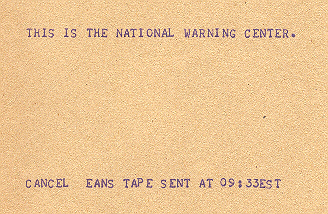 THIS IS THE NATIONAL WARNING CENTER.
CANCEL EANS TAPE SENT AT 09:33EST